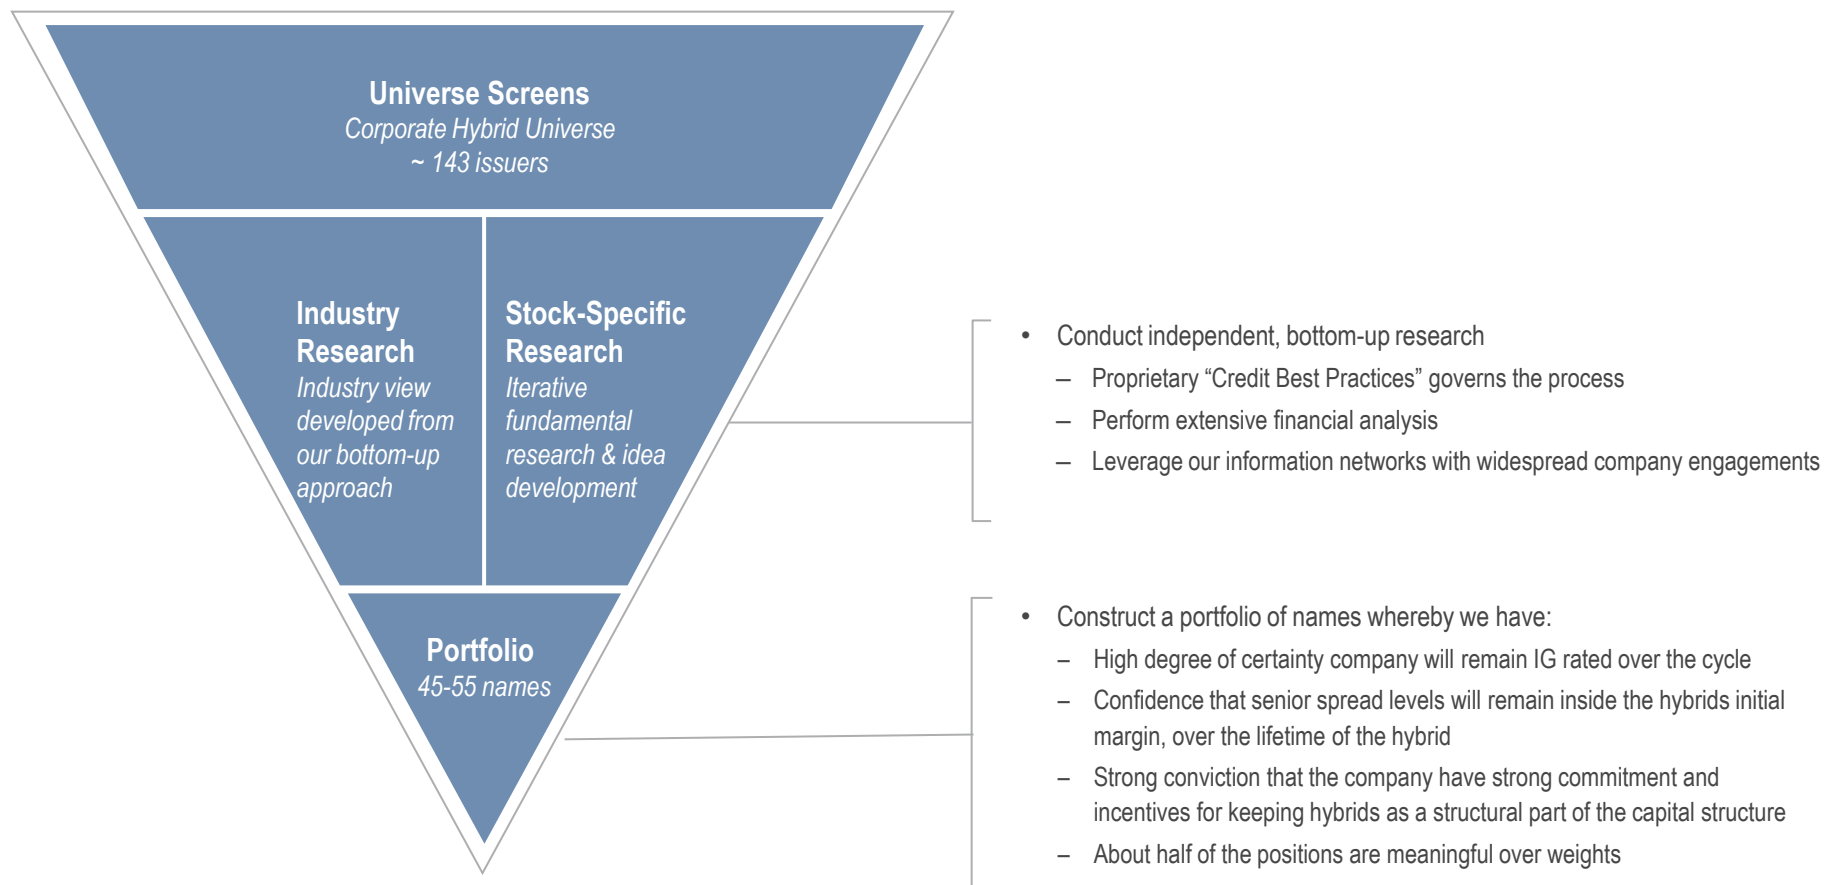 Universe Screens
Corporate Hybrid Universe
~ 143 issuers
Industry
Research
Industry view
developed from
our bottom-up
approach
Stock-Specific
Research
Iterative
fundamental
research & idea
development
Portfolio
45-55 names
• Conduct independent, bottom-up research
– Proprietary “Credit Best Practices” governs the process
– Perform extensive financial analysis
– Leverage our information networks with widespread company engagements
• Construct a portfolio of names whereby we have:
– High degree of certainty company will remain IG rated over the cycle
– Confidence that senior spread levels will remain inside the hybrids initial
margin, over the lifetime of the hybrid
– Strong conviction that the company have strong commitment and
incentives for keeping hybrids as a structural part of the capital structure
– About half of the positions are meaningful over weights